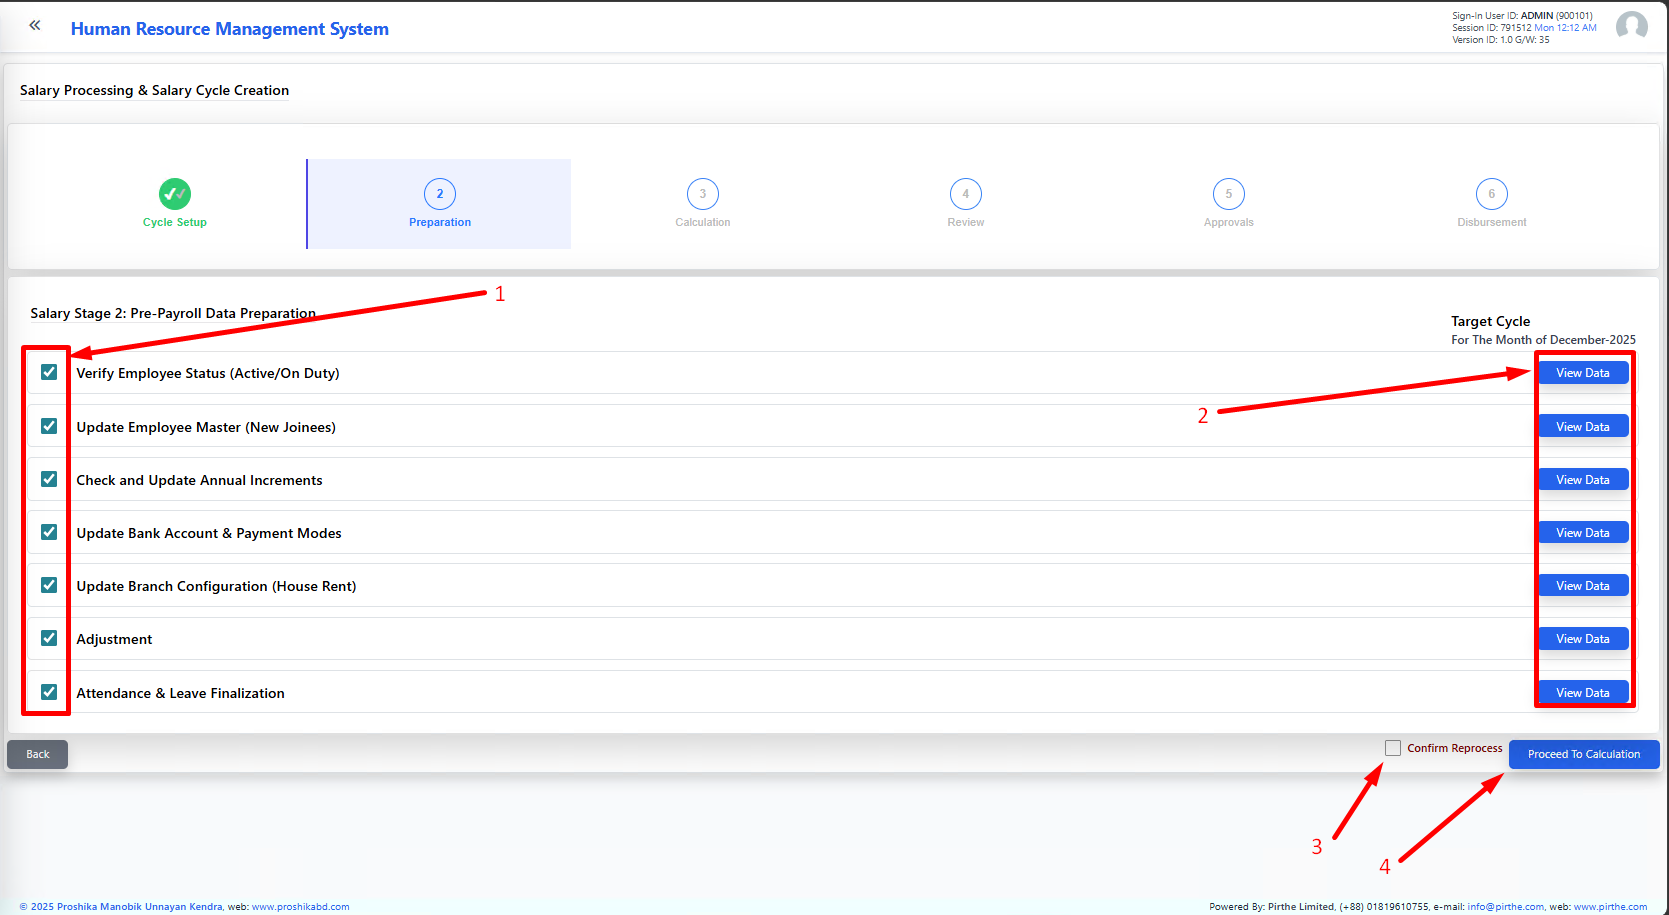 Human Resource Management System
Sign-In User ID: ADMIN (900101)
Session ID: 791512 Mon 12:12 AM
Version ID: 1.0 G/W: 35
Salary Processing & Salary Cycle Creation
Cycle Setup
2
Preparation
3
Calculation
4
Review
5
Approvals
6
Disbursement
1
Salary Stage 2: Pre-Payroll Data Preparation
Target Cycle
For The Month of December-2025
Verify Employee Status (Active/On Duty)
View Data
2
Update Employee Master (New Joinees)
View Data
Check and Update Annual Increments
View Data
Update Bank Account & Payment Modes
View Data
Update Branch Configuration (House Rent)
View Data
Adjustment
View Data
Attendance & Leave Finalization
View Data
Back
Confirm Reprocess
Proceed To Calculation
3
4
© 2025 Proshika Manobik Unnayan Kendra, web: www.proshikabd.com
Powered By: Pirthe Limited, (+88) 01819610755, e-mail: info@pirthe.com, web: www.pirthe.com